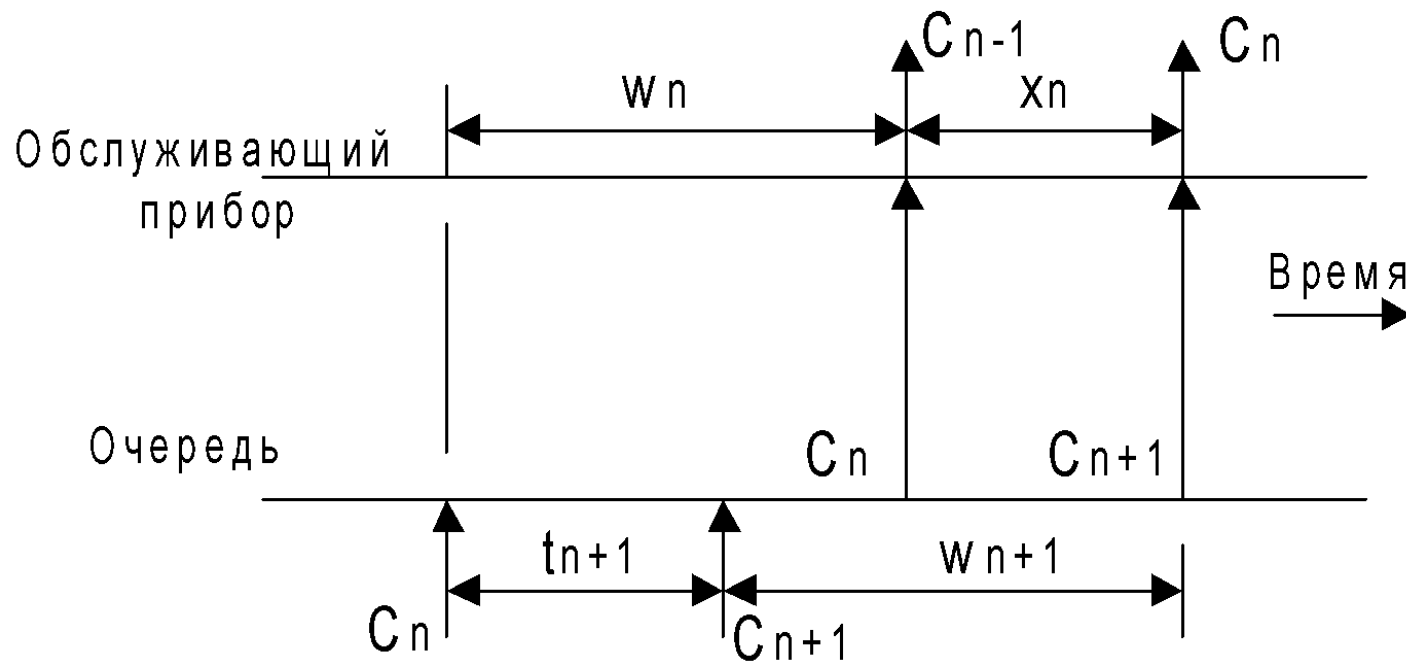 Cn-1
Cn
wn
xn
Обслуживающий
прибор
Время
Очередь
Cn
Cn+1
tn+1
wn+1
Cn
Cn+1